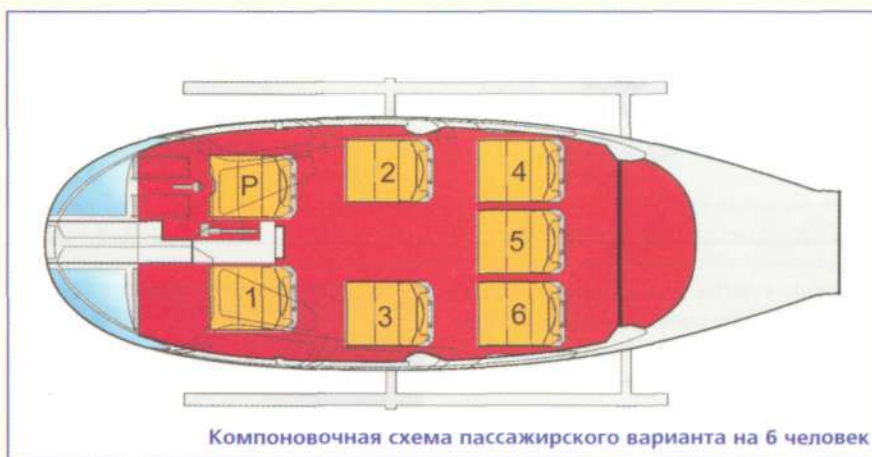 P 2 4
5
1 3 6
Компоновочная схема пассажирского варианта на 6 человек